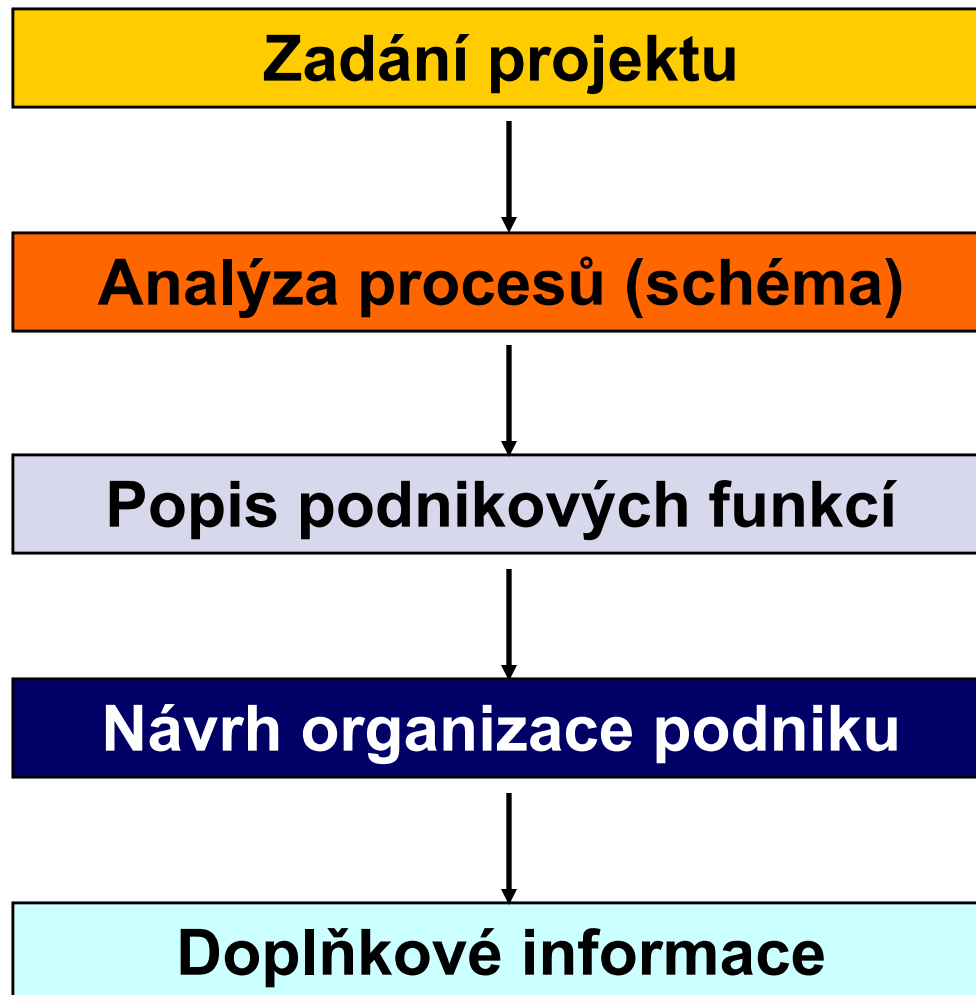 Zadání projektu
Analýza procesů (schéma)
Popis podnikových funkcí
Návrh organizace podniku
Doplňkové informace